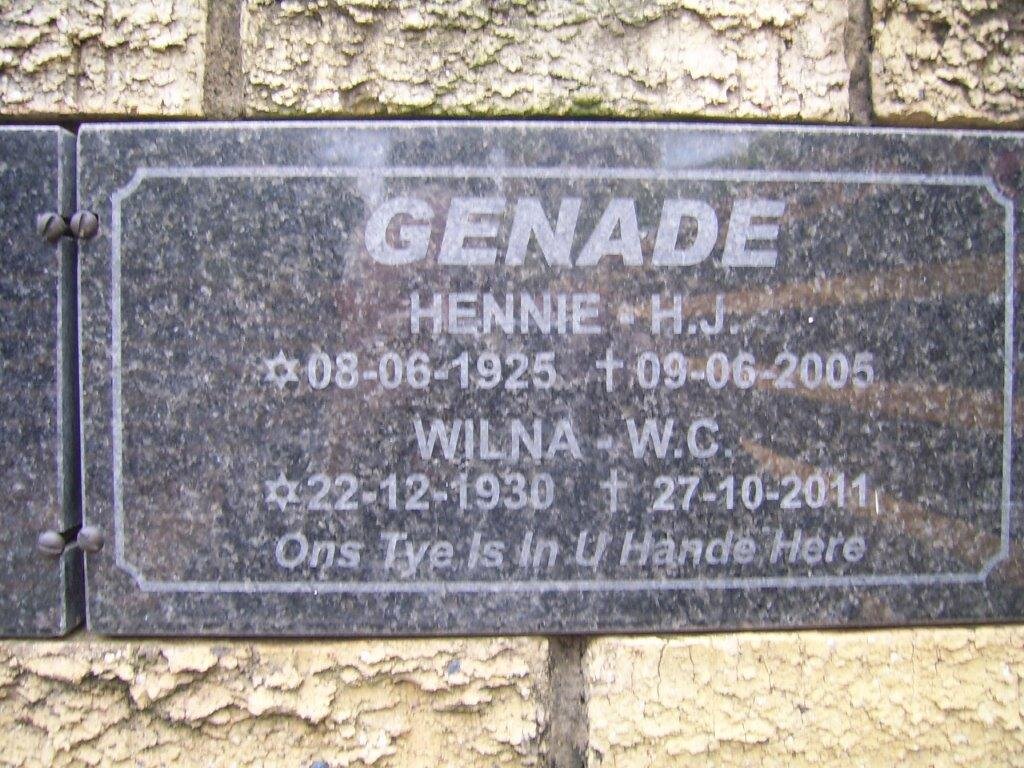 GENADE
HENNIE - H.J.
✡08-06-1925 †09-06-2005
WILNA - W.C.
✡22-12-1930 † 27-10-2011
Ons Tye Is In U Hande Here